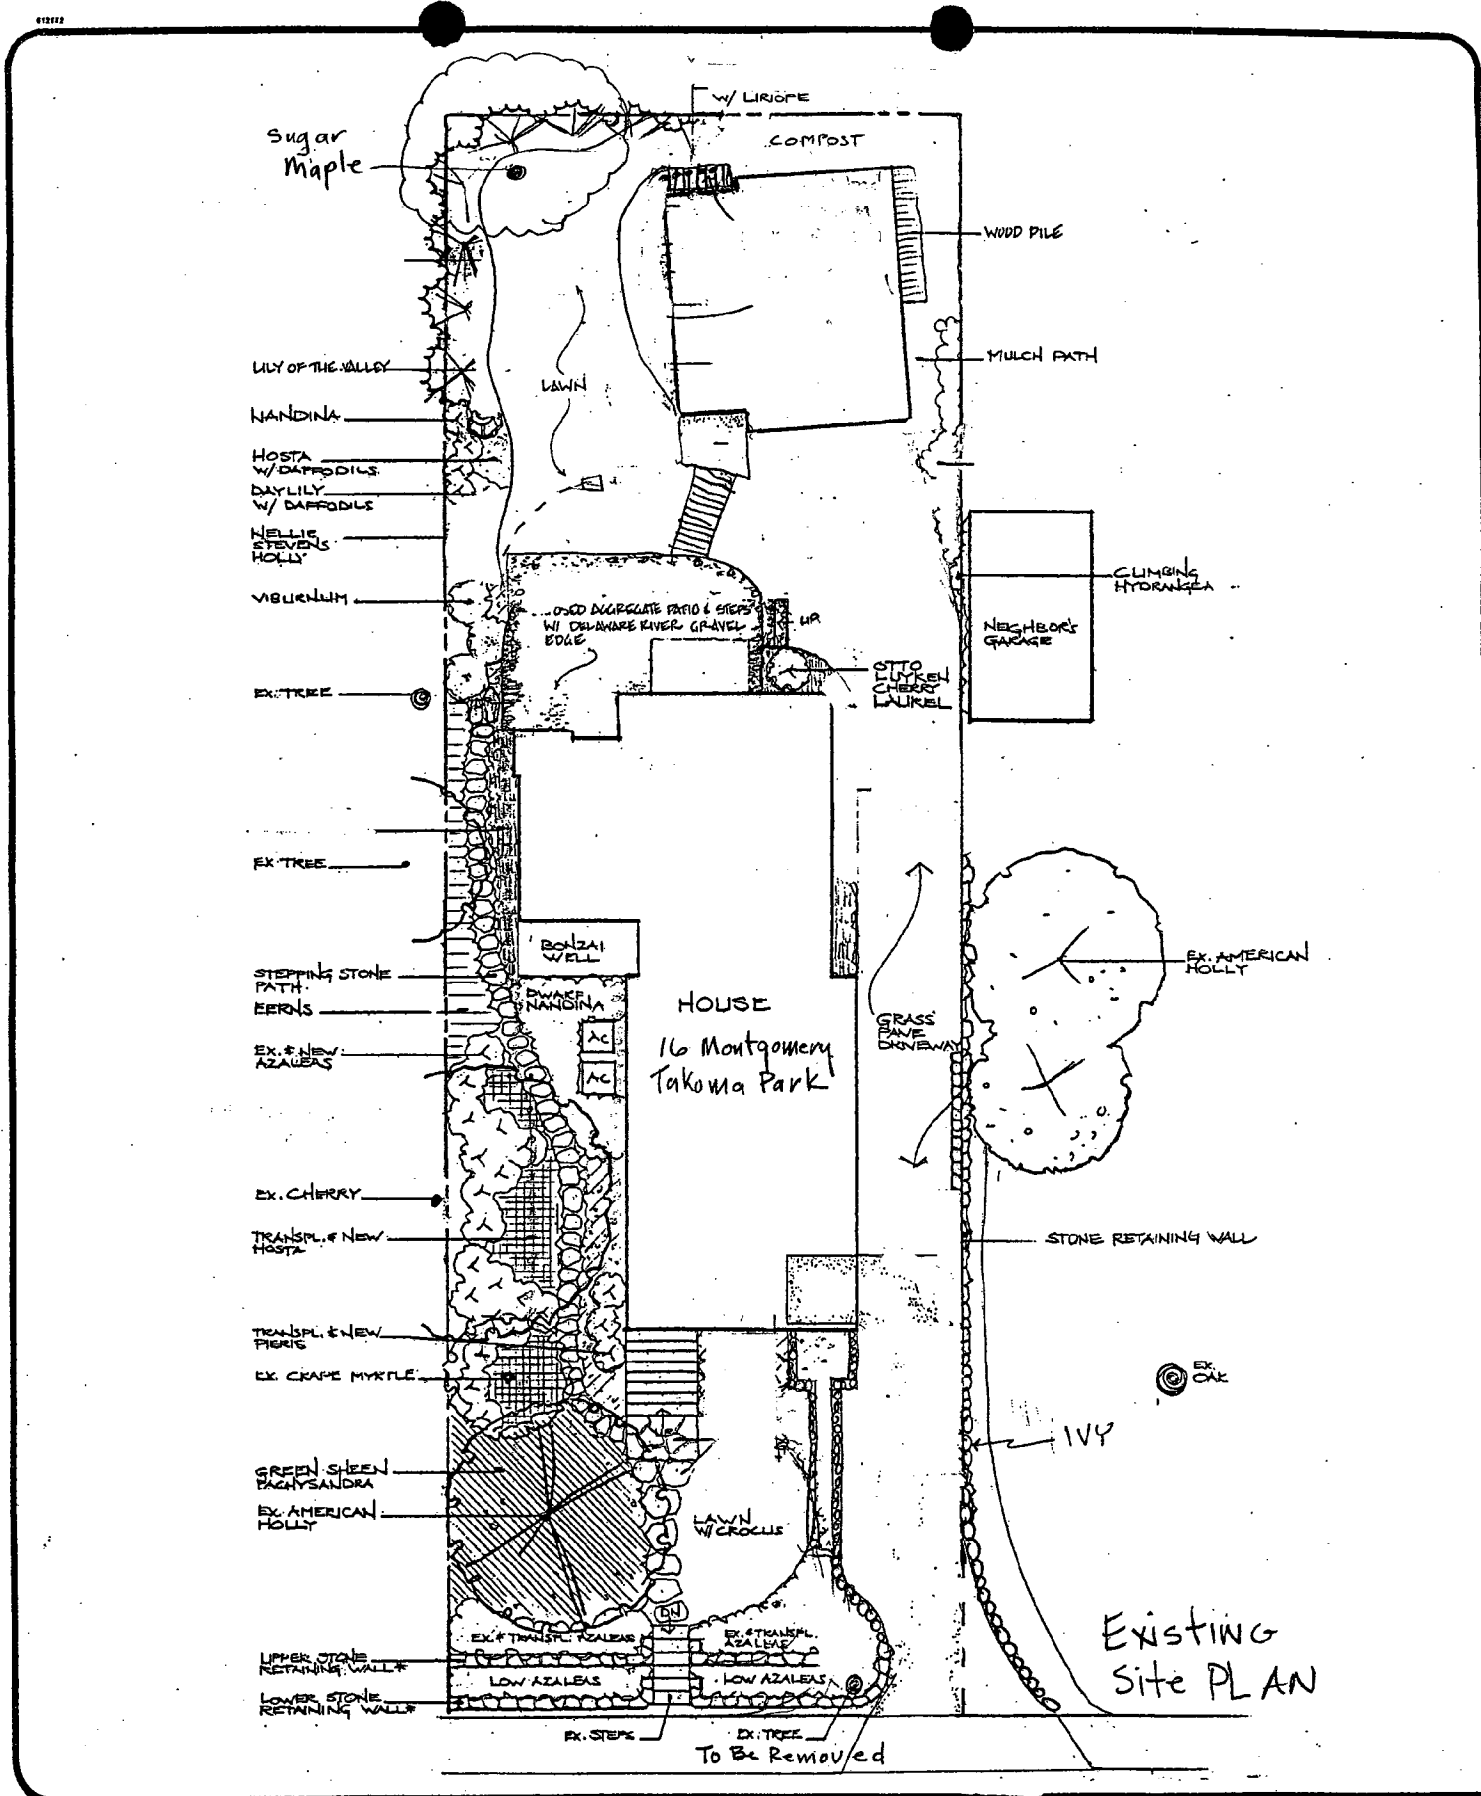 612112
W/ LIRIOPE
COMPOST
Sugar
Maple
WOOD PILE
MULCH PATH
LILY OF THE VALLEY
LAWN
NANDINA
HOSTA
W/ DAFFODILS
DAYLILY
W/ DAFFODILS
NELLIE
STEVENS
HOLLY
CLIMBING
HYDRANGEA
VIBURNUM
OSED AGGREGATE PATIO & STEPS
W/ DELAWARE RIVER GRAVEL
EDGE
UP
NEIGHBOR'S
GARAGE
OTTO
LUYKEN
CHERRY
LAUREL
EX. TREE
EX. TREE
BONZAI
WELL
EX. AMERICAN
HOLLY
STEPPING STONE
PATH
FERNS
DWARF
NANDINA
HOUSE
16 Montgomery
Takoma Park
GRASS
PAVE
DRIVEWAY
AC
AC
EX. & NEW
AZALEAS
EX. CHERRY
TRANSPL. & NEW
HOSTA
STONE RETAINING WALL
TRANSPL. & NEW
PIERIS
EX. CRAPE MYRTLE
EX.
OAK
IVY
GREEN SHEEN
PACHYSANDRA
EX. AMERICAN
HOLLY
LAWN
W/ CROCUS
DN
EX. & TRANSPL. AZALEAS
EX. & TRANSPL.
AZALEAS
UPPER STONE
RETAINING WALL*
LOW AZALEAS
LOW AZALEAS
LOWER STONE
RETAINING WALL*
EX. STEPS
EX. TREE
To Be Removed
Existing
Site PLAN